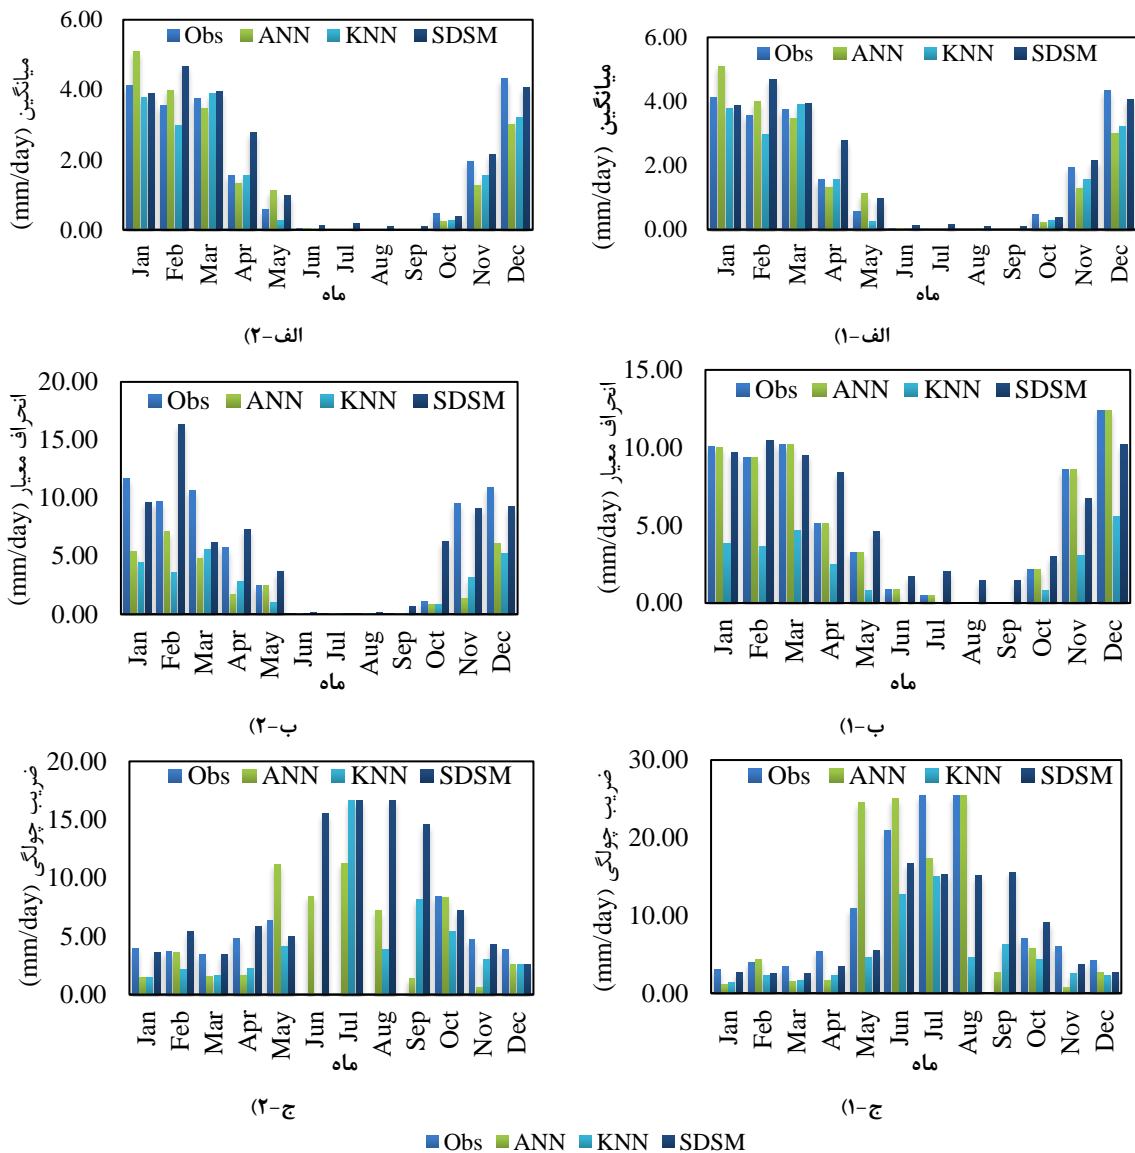 6.00
4.00
2.00
0.00
میانگین (mm/day)
Obs ANN KNN SDSM
Jan Feb Mar Apr May Jun Jul Aug Sep Oct Nov Dec
ماه
الف-۲)
6.00
4.00
2.00
0.00
میانگین (mm/day)
Obs ANN KNN SDSM
Jan Feb Mar Apr May Jun Jul Aug Sep Oct Nov Dec
ماه
الف-۱)
20.00
15.00
10.00
5.00
0.00
انحراف معیار (mm/day)
Obs ANN KNN SDSM
Jan Feb Mar Apr May Jun Jul Aug Sep Oct Nov Dec
ماه
ب-۲)
15.00
10.00
5.00
0.00
انحراف معیار (mm/day)
Obs ANN KNN SDSM
Jan Feb Mar Apr May Jun Jul Aug Sep Oct Nov Dec
ماه
ب-۱)
20.00
15.00
10.00
5.00
0.00
ضریب چولگی (mm/day)
Obs ANN KNN SDSM
Jan Feb Mar Apr May Jun Jul Aug Sep Oct Nov Dec
ماه
ج-۲)
30.00
20.00
10.00
0.00
ضریب چولگی (mm/day)
Obs ANN KNN SDSM
Jan Feb Mar Apr May Jun Jul Aug Sep Oct Nov Dec
ماه
ج-۱)
Obs ANN KNN SDSM